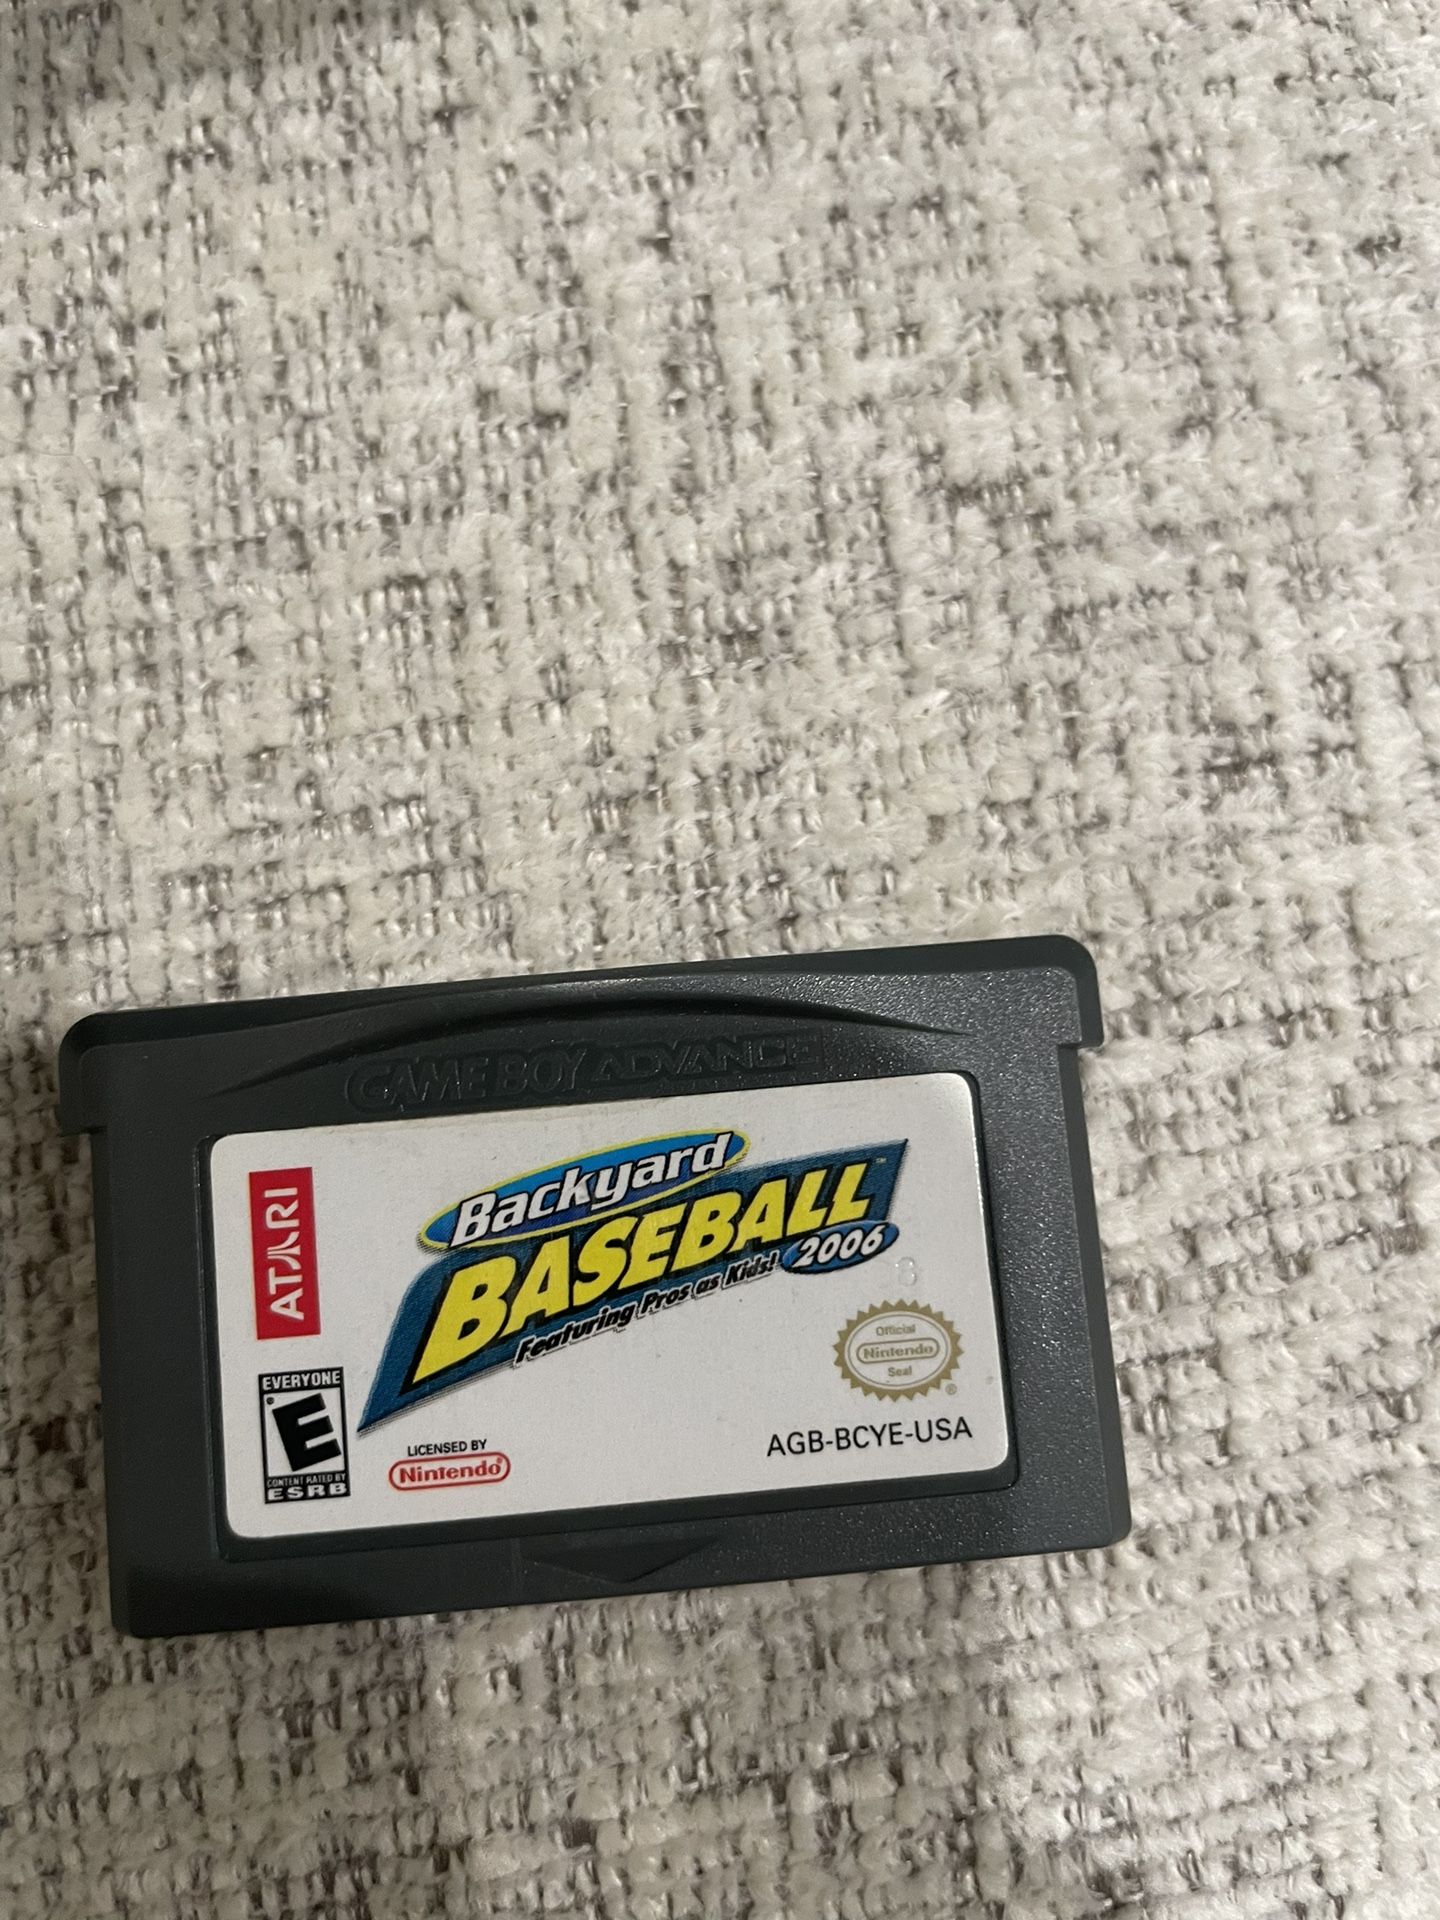 GAME BOY ADVANCE
ATARI
Backyard
BASEBALL™
2006
Featuring Pros as Kids!
EVERYONE
E
CONTENT RATED BY
ESRB
LICENSED BY
Nintendo®
Official
Nintendo
Seal
®
AGB-BCYE-USA